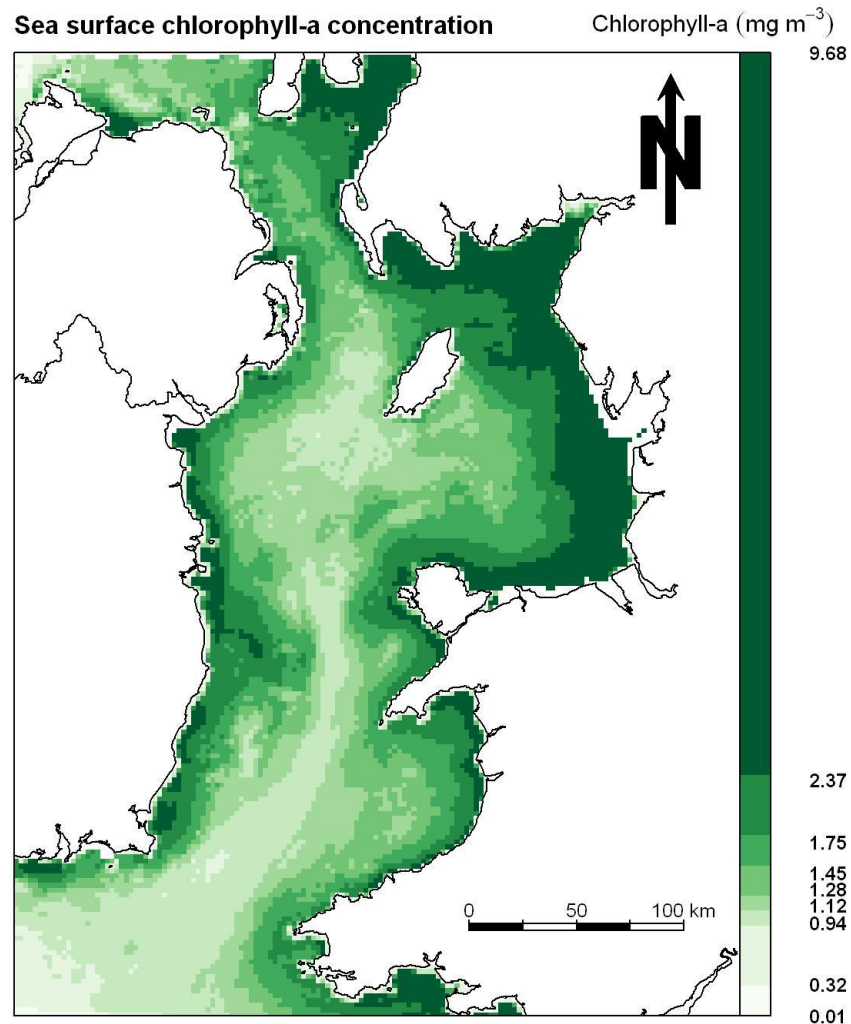 Sea surface chlorophyll-a concentration
Chlorophyll-a (mg m⁻³)
9.68
N
2.37
1.75
1.45
1.28
1.12
0.94
0.32
0.01
0 50 100 km